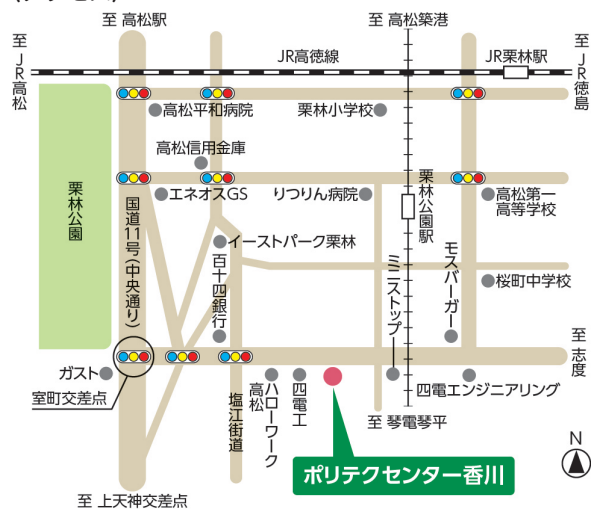 至 高松駅
至 高松築港
至 JR高松
JR高徳線
JR栗林駅
至 JR徳島
高松平和病院
栗林小学校
高松信用金庫
栗林公園
エネオスGS
りつりん病院
栗林公園駅
高松第一
高等学校
国道11号(中央通り)
イーストパーク栗林
百十四銀行
ミニストップ
モスバーガー
桜町中学校
至 志度
ガスト
室町交差点
塩江街道
ハローワーク
高松
四電工
四電エンジニアリング
至 琴電琴平
N
ポリテクセンター香川
至 上天神交差点